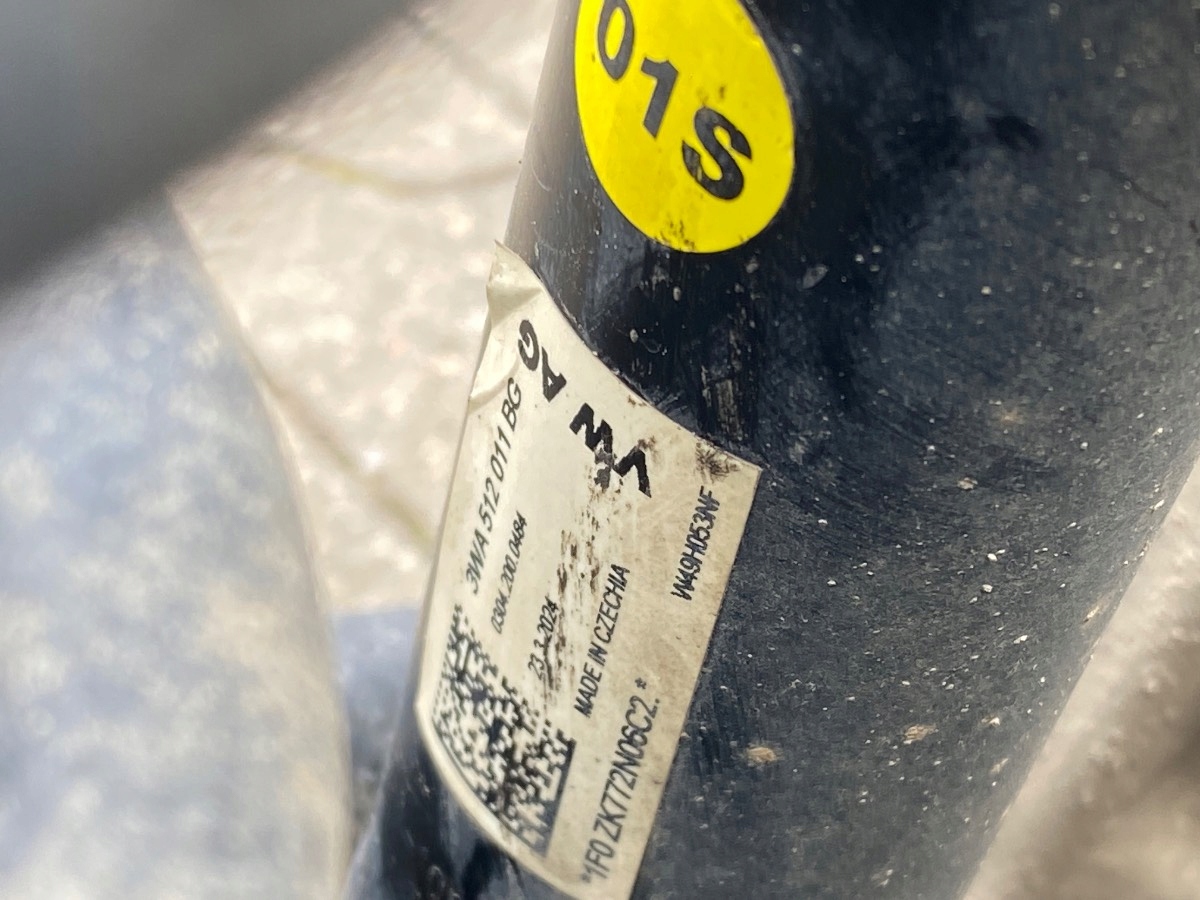 01S
VW AG
3WA 512 011 BG
0304.200.0484
23.3.2024
MADE IN CZECHIA
W49H053NF
*1F0 ZK772N06C2.*